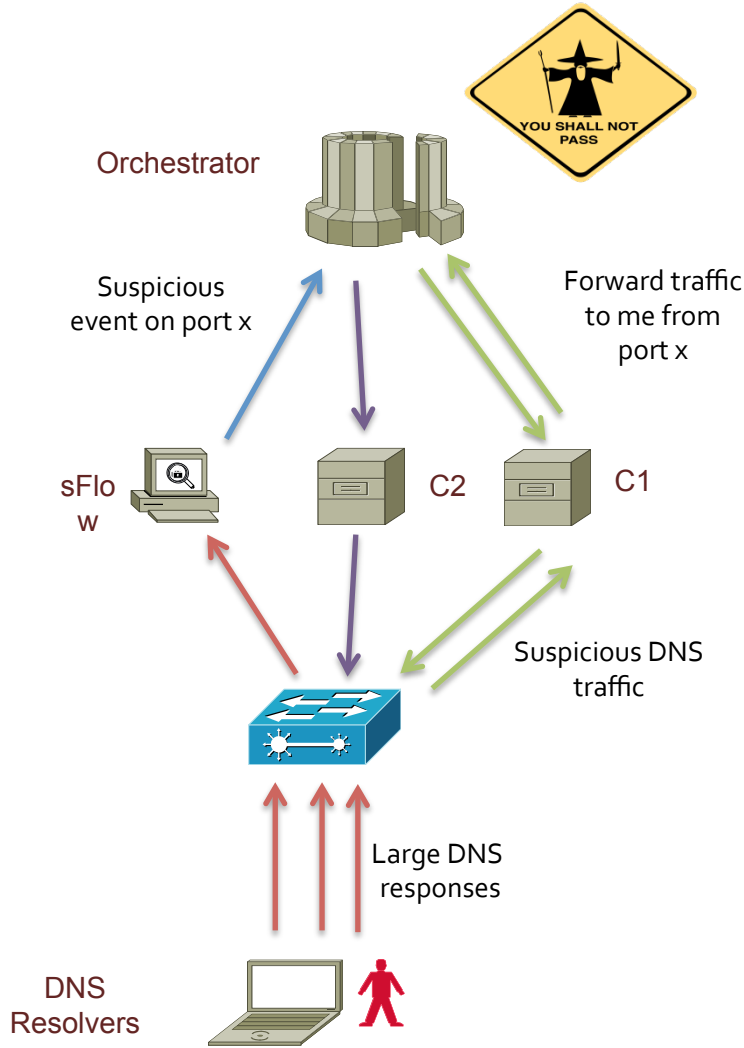 YOU SHALL NOT
PASS
Orchestrator
Suspicious
event on port x
Forward traffic
to me from
port x
sFlo
w
C2
C1
Suspicious DNS
traffic
Large DNS
responses
DNS
Resolvers